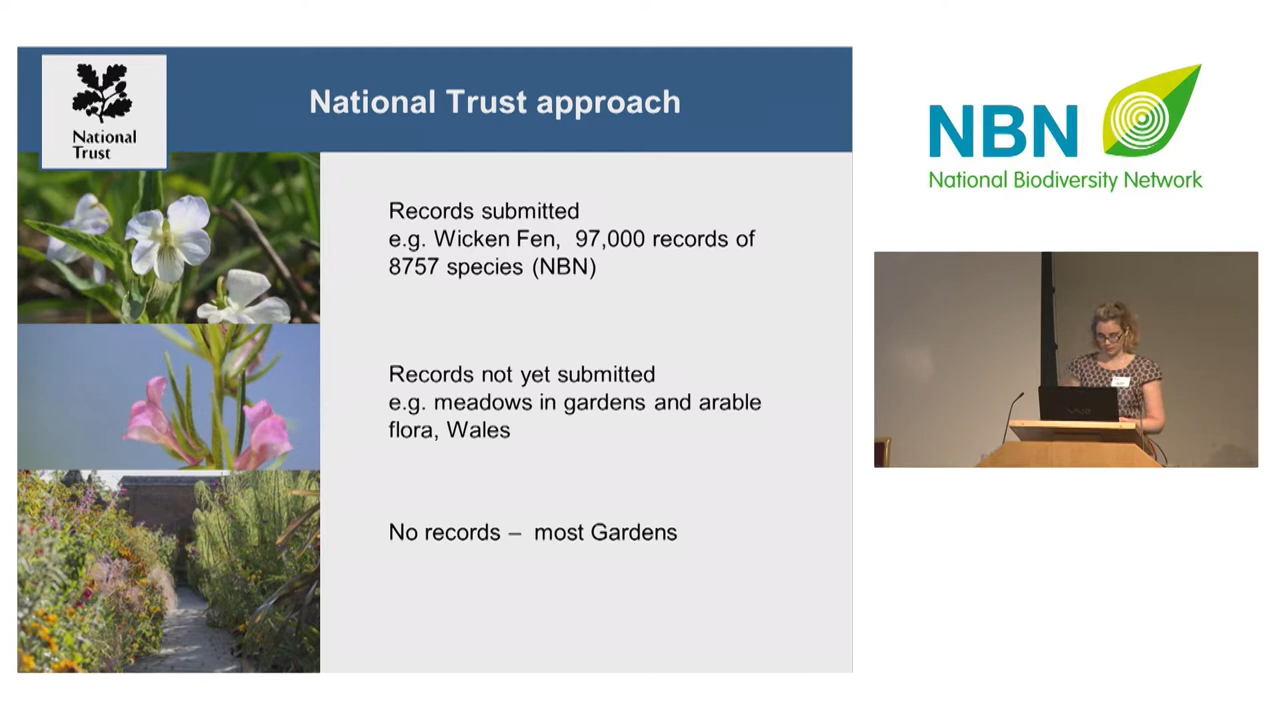 National Trust approach
National
Trust
Records submitted
e.g. Wicken Fen, 97,000 records of
8757 species (NBN)
Records not yet submitted
e.g. meadows in gardens and arable
flora, Wales
No records – most Gardens
NBN
National Biodiversity Network
VAIO